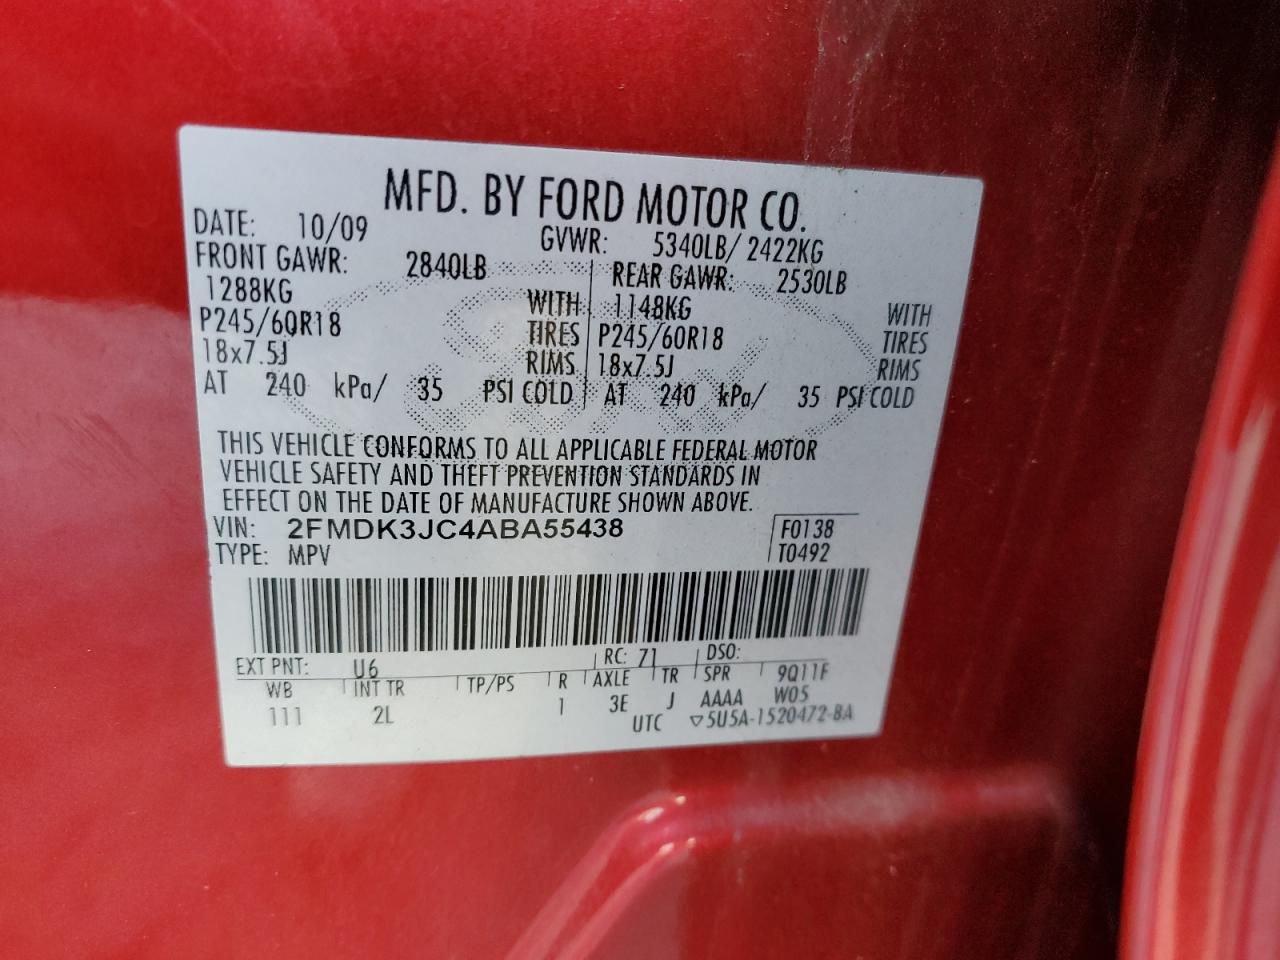 MFD. BY FORD MOTOR CO.
DATE: 10/09 GVWR: 5340LB/ 2422KG
FRONT GAWR: 2840LB REAR GAWR: 2530LB
1288KG WITH 1148KG WITH
P245/60R18 TIRES P245/60R18 TIRES
18x7.5J RIMS 18x7.5J RIMS
AT 240 kPa/ 35 PSI COLD AT 240 kPa/ 35 PSI COLD
THIS VEHICLE CONFORMS TO ALL APPLICABLE FEDERAL MOTOR
VEHICLE SAFETY AND THEFT PREVENTION STANDARDS IN
EFFECT ON THE DATE OF MANUFACTURE SHOWN ABOVE.
VIN: 2FMDK3JC4ABA55438 F0138
TYPE: MPV T0492
EXT PNT: U6 RC: 71 DSO:
WB INT TR TP/PS R AXLE TR SPR 9Q11F
111 2L 1 3E J AAAA W05
UTC ▽5U5A-1520472-BA